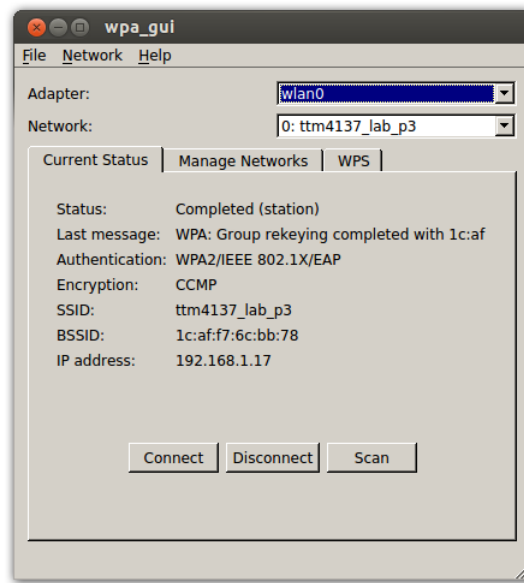 wpa_gui
File Network Help
Adapter: wlan0
Network: 0: ttm4137_lab_p3
Current Status Manage Networks WPS
Status: Completed (station)
Last message: WPA: Group rekeying completed with 1c:af
Authentication: WPA2/IEEE 802.1X/EAP
Encryption: CCMP
SSID: ttm4137_lab_p3
BSSID: 1c:af:f7:6c:bb:78
IP address: 192.168.1.17
Connect Disconnect Scan